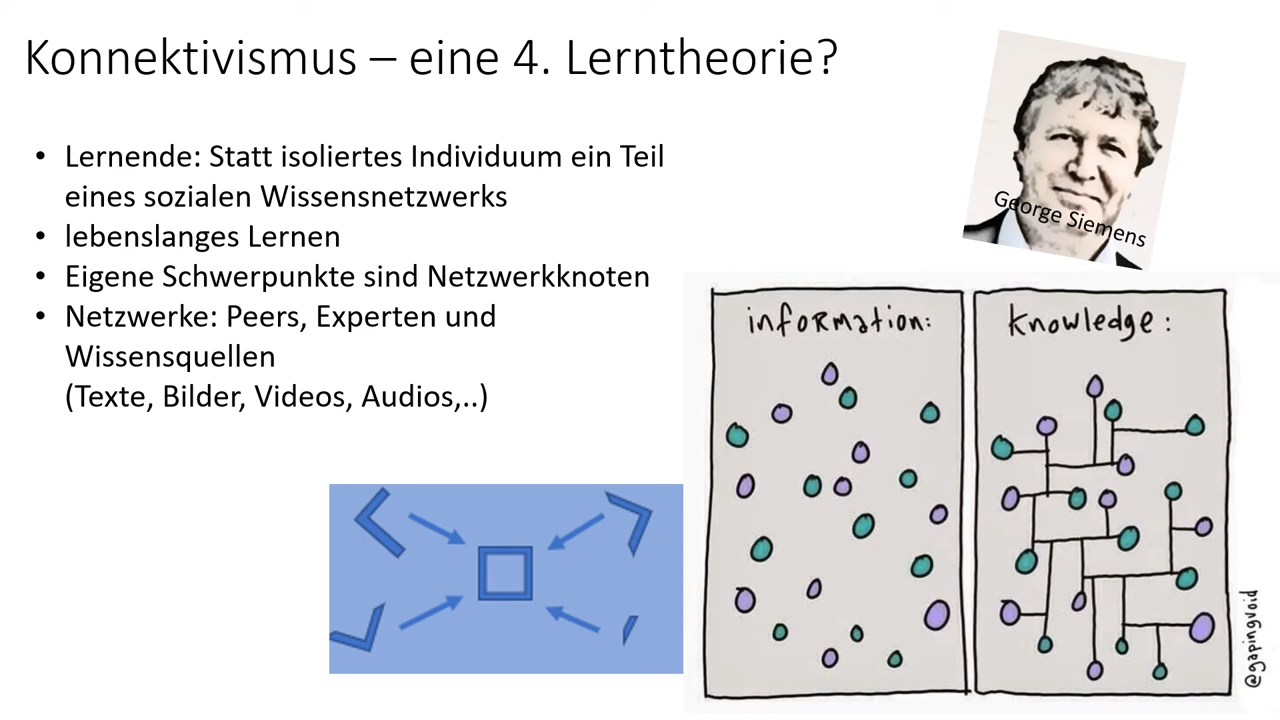 Konnektivismus – eine 4. Lerntheorie?
• Lernende: Statt isoliertes Individuum ein Teil
eines sozialen Wissensnetzwerks
• lebenslanges Lernen
• Eigene Schwerpunkte sind Netzwerkknoten
• Netzwerke: Peers, Experten und
Wissensquellen
(Texte, Bilder, Videos, Audios,..)
George Siemens
information:
knowledge:
@gapingvoid